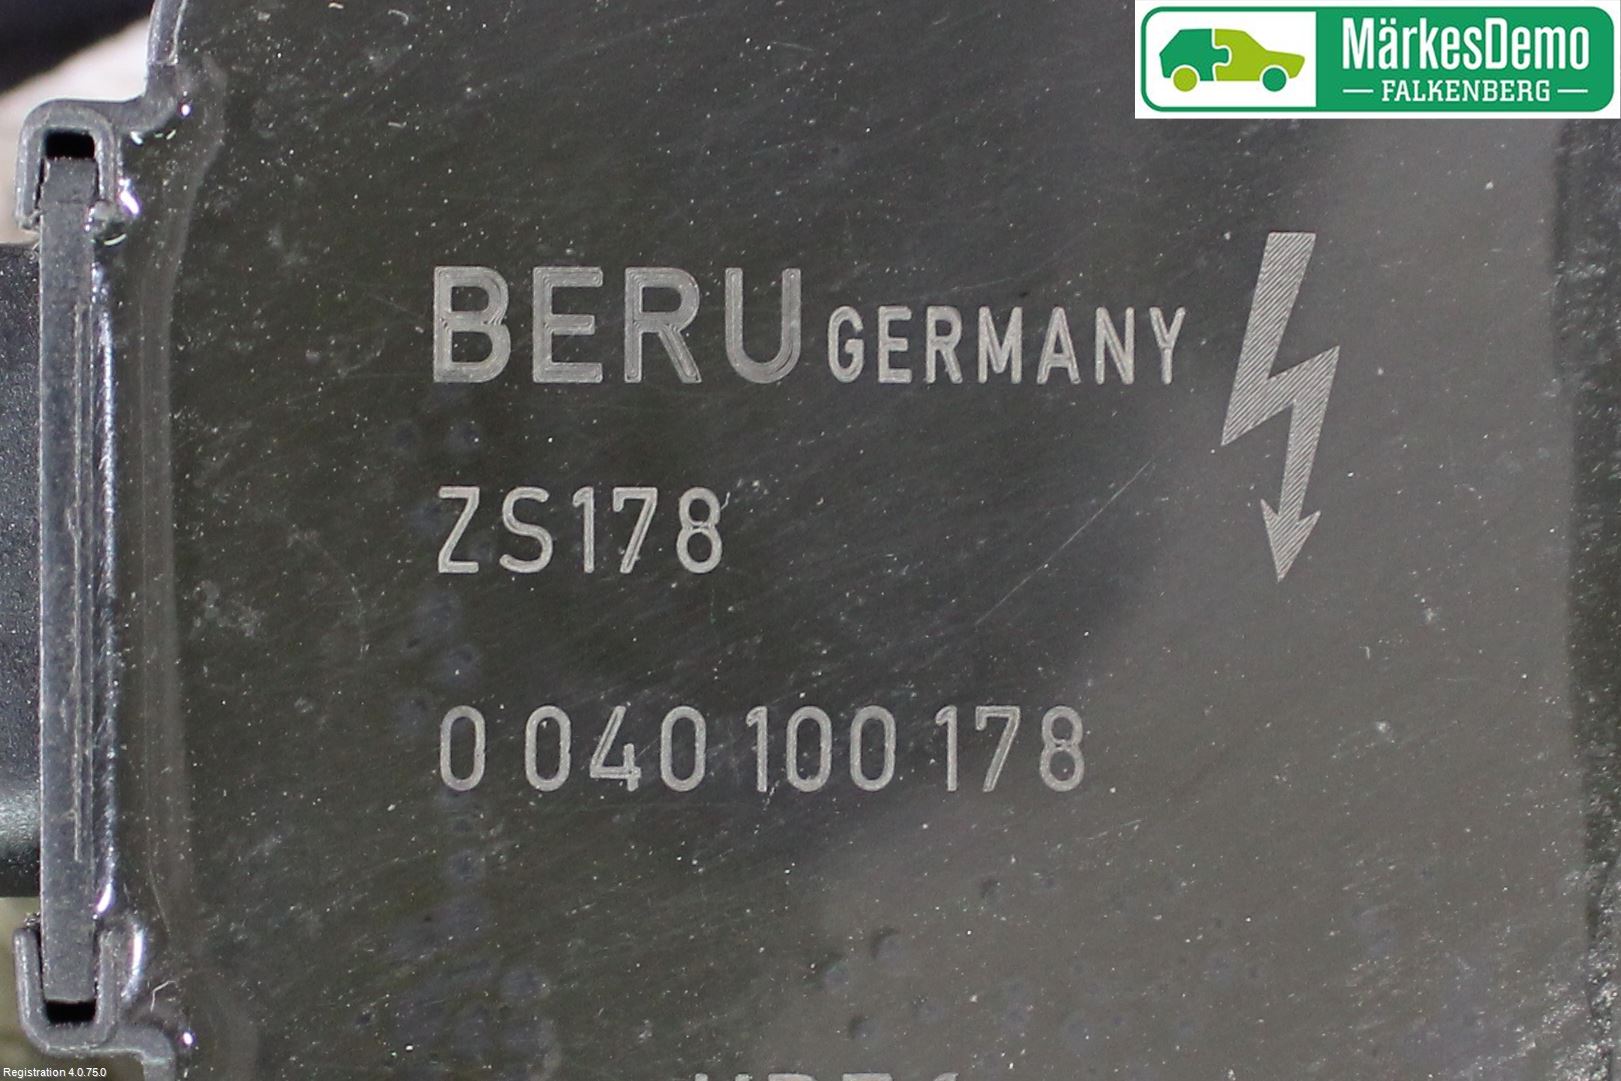 MärkesDemo
FALKENBERG
BERU GERMANY
ZS178
0 040 100 178
Registration 4.0.75.0